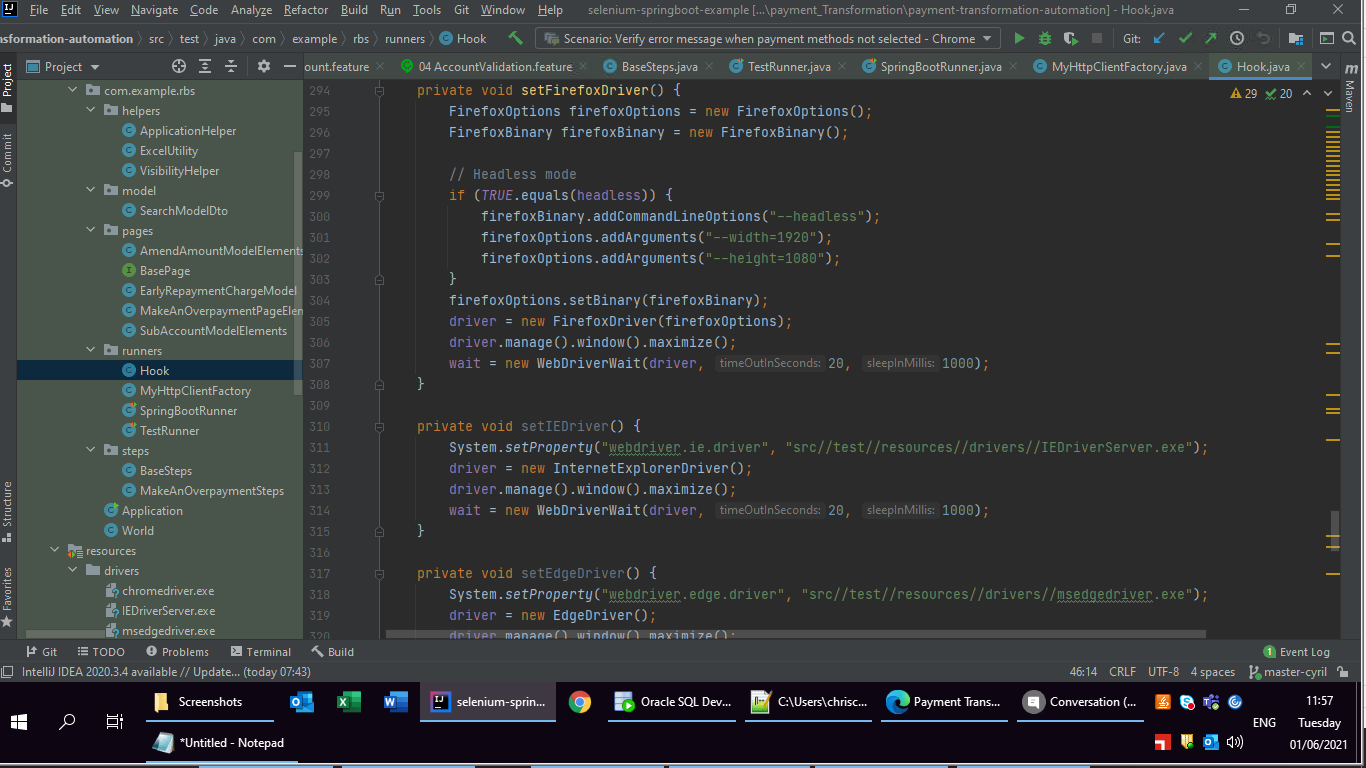 File Edit View Navigate Code Analyze Refactor Build Run Tools Git Window Help selenium-springboot-example [...\payment_Transformation\payment-transformation-automation] - Hook.java
nsformation-automation src test java com example rbs runners Hook Scenario: Verify error message when payment methods not selected - Chrome Git:
Project ount.feature 04 AccountValidation.feature BaseSteps.java TestRunner.java SpringBootRunner.java MyHttpClientFactory.java Hook.java
Project
Commit
Structure
Favorites
Maven
com.example.rbs
helpers
ApplicationHelper
ExcelUtility
VisibilityHelper
model
SearchModelDto
pages
AmendAmountModelElements
BasePage
EarlyRepaymentChargeModel
MakeAnOverpaymentPageElen
SubAccountModelElements
runners
Hook
MyHttpClientFactory
SpringBootRunner
TestRunner
steps
BaseSteps
MakeAnOverpaymentSteps
Application
World
resources
drivers
chromedriver.exe
IEDriverServer.exe
msedgedriver.exe
29 20
294 private void setFirefoxDriver() {
295 FirefoxOptions firefoxOptions = new FirefoxOptions();
296 FirefoxBinary firefoxBinary = new FirefoxBinary();
297
298 // Headless mode
299 if (TRUE.equals(headless)) {
300 firefoxBinary.addCommandLineOptions("--headless");
301 firefoxOptions.addArguments("--width=1920");
302 firefoxOptions.addArguments("--height=1080");
303 }
304 firefoxOptions.setBinary(firefoxBinary);
305 driver = new FirefoxDriver(firefoxOptions);
306 driver.manage().window().maximize();
307 wait = new WebDriverWait(driver, timeOutInSeconds: 20, sleepInMillis: 1000);
308 }
309
310 private void setIEDriver() {
311 System.setProperty("webdriver.ie.driver", "src//test//resources//drivers//IEDriverServer.exe");
312 driver = new InternetExplorerDriver();
313 driver.manage().window().maximize();
314 wait = new WebDriverWait(driver, timeOutInSeconds: 20, sleepInMillis: 1000);
315 }
316
317 private void setEdgeDriver() {
318 System.setProperty("webdriver.edge.driver", "src//test//resources//drivers//msedgedriver.exe");
319 driver = new EdgeDriver();
320 driver.manage().window().maximize();
Git TODO Problems Terminal Build 1 Event Log
IntelliJ IDEA 2020.3.4 available // Update... (today 07:43) 46:14 CRLF UTF-8 4 spaces master-cyril
Screenshots selenium-sprin... Oracle SQL Dev... C:\Users\chrisc... Payment Trans... Conversation (... 11:57
ENG Tuesday
*Untitled - Notepad 01/06/2021